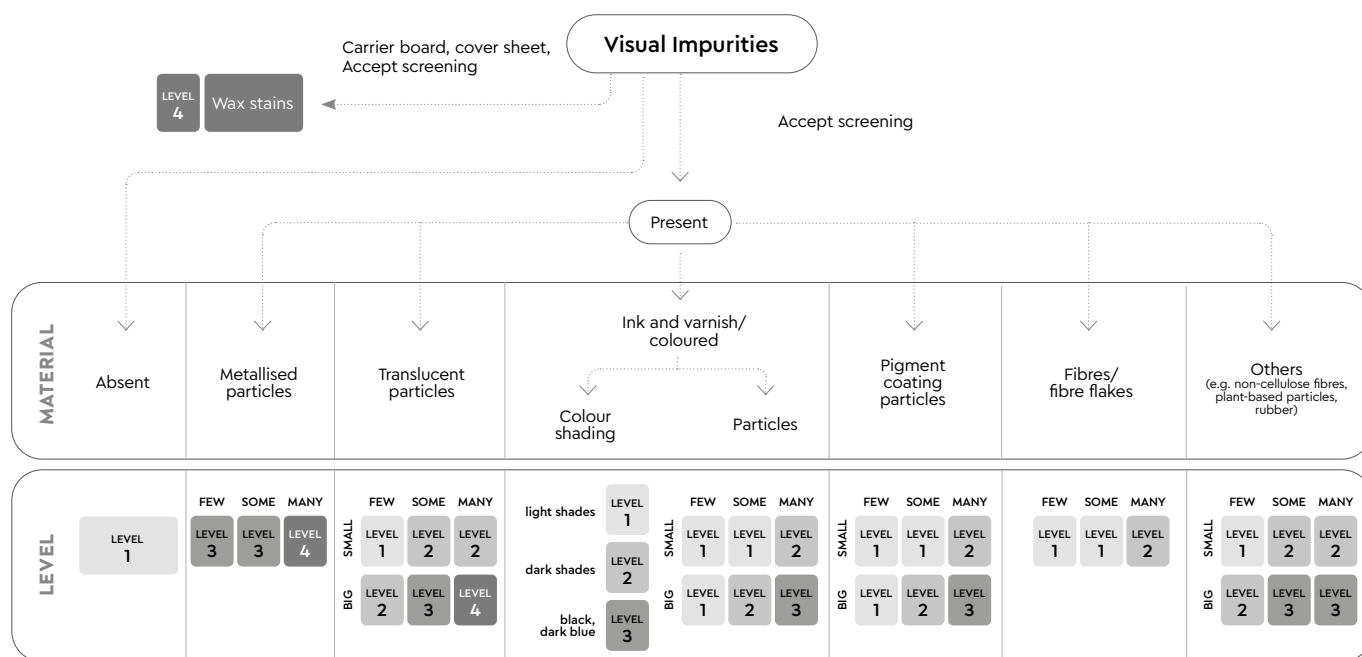 Visual Impurities
Carrier board, cover sheet,
Accept screening
LEVEL
4
Wax stains
Accept screening
Present
MATERIAL
Absent
Metallised
particles
Translucent
particles
Ink and varnish/
coloured
Colour
shading
Particles
Pigment
coating
particles
Fibres/
fibre flakes
Others
(e.g. non-cellulose fibres,
plant-based particles,
rubber)
LEVEL
LEVEL
1
FEW SOME MANY
LEVEL LEVEL LEVEL
3 3 4
FEW SOME MANY
SMALL
LEVEL LEVEL LEVEL
1 2 2
BIG
LEVEL LEVEL LEVEL
2 3 4
light shades
LEVEL
1
dark shades
LEVEL
2
black,
dark blue
LEVEL
3
FEW SOME MANY
SMALL
LEVEL LEVEL LEVEL
1 1 2
BIG
LEVEL LEVEL LEVEL
1 2 3
FEW SOME MANY
SMALL
LEVEL LEVEL LEVEL
1 1 2
BIG
LEVEL LEVEL LEVEL
1 2 3
FEW SOME MANY
LEVEL LEVEL LEVEL
1 1 2
FEW SOME MANY
SMALL
LEVEL LEVEL LEVEL
1 2 2
BIG
LEVEL LEVEL LEVEL
2 3 3